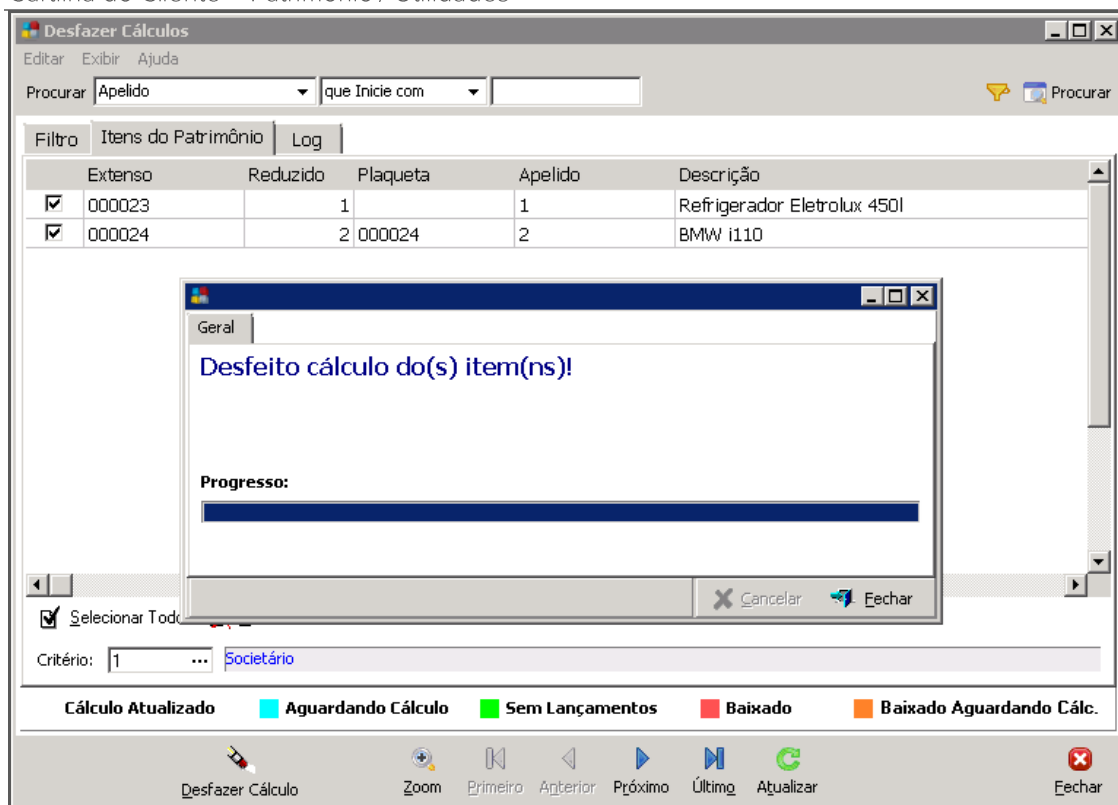 Desfazer Cálculos
Editar Exibir Ajuda
Procurar Apelido que Inicie com Procurar
Filtro Itens do Patrimônio Log
Extenso Reduzido Plaqueta Apelido Descrição
000023 1 1 Refrigerador Eletrolux 450l
000024 2 000024 2 BMW i110
Geral
Desfeito cálculo do(s) item(ns)!
Progresso:
Cancelar Fechar
Selecionar Todo
Critério: 1 ... Societário
Cálculo Atualizado Aguardando Cálculo Sem Lançamentos Baixado Baixado Aguardando Cálc.
Desfazer Cálculo Zoom Primeiro Anterior Próximo Último Atualizar Fechar